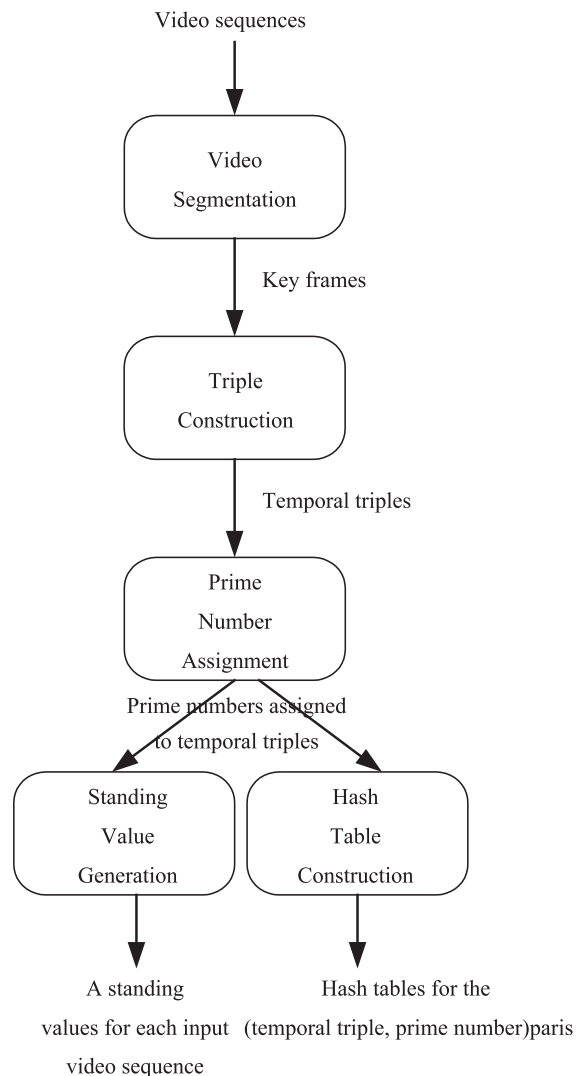 Video sequences
Video
Segmentation
Key frames
Triple
Construction
Temporal triples
Prime
Number
Assignment
Prime numbers assigned
to temporal triples
Standing
Value
Generation
Hash
Table
Construction
A standing
values for each input
video sequence
Hash tables for the
(temporal triple, prime number)paris